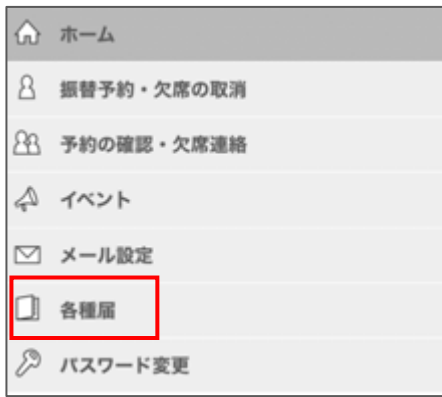 ホーム
振替予約・欠席の取消
予約の確認・欠席連絡
イベント
メール設定
各種届
パスワード変更